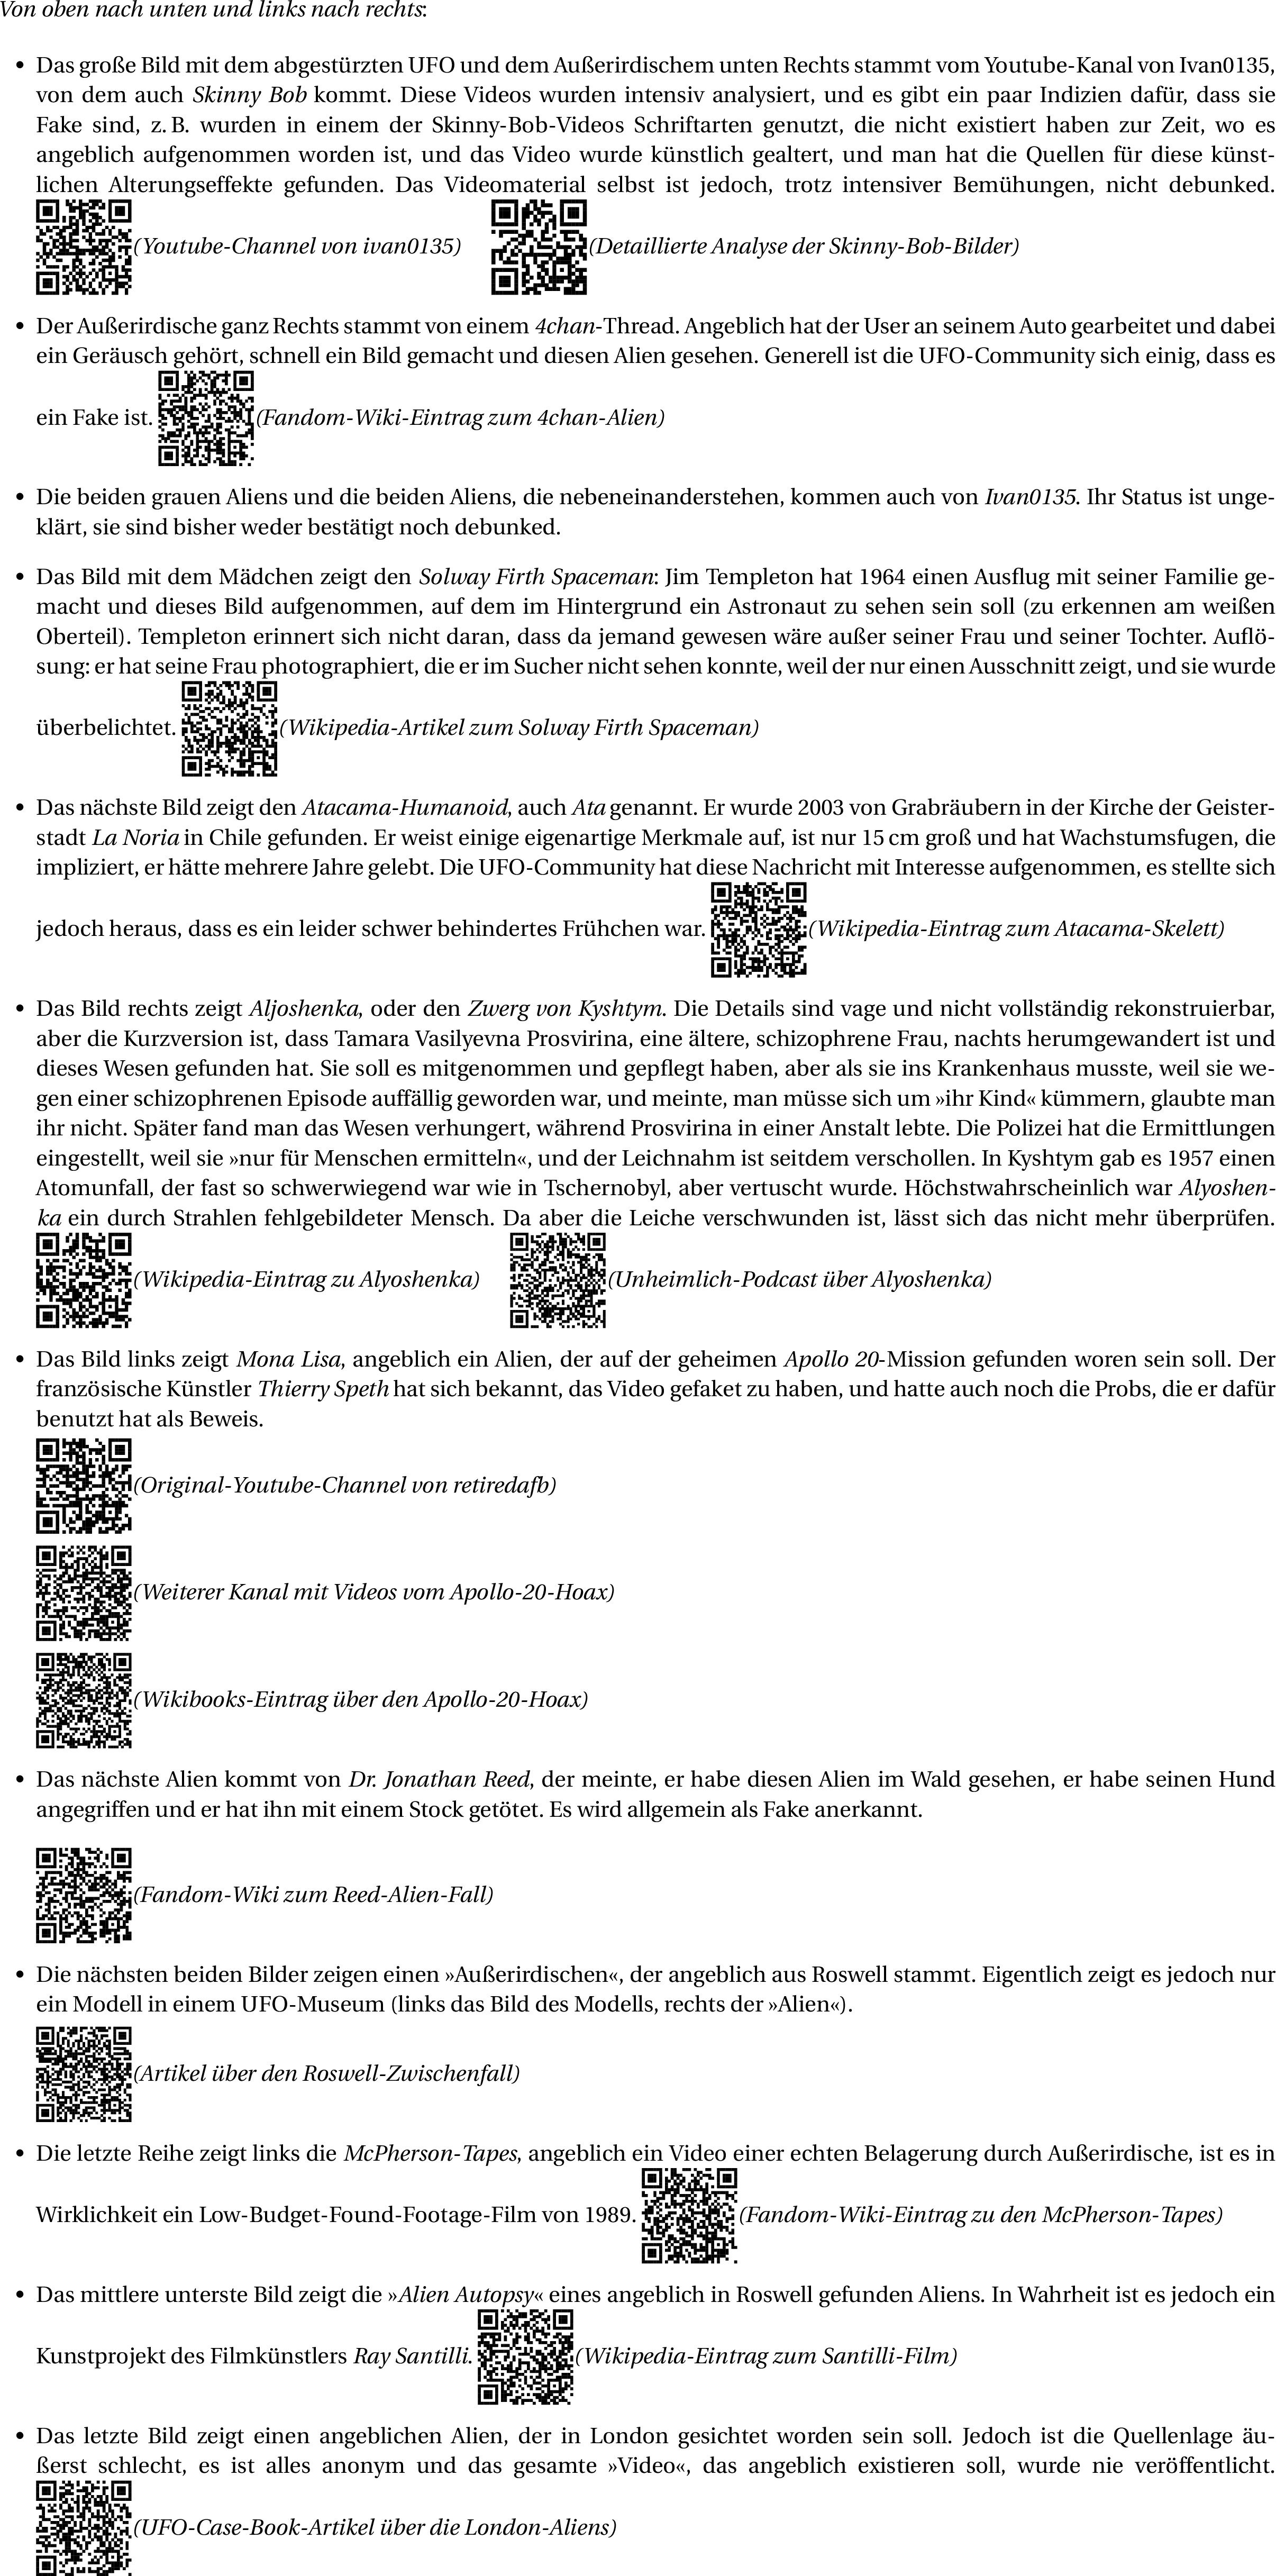 Von oben nach unten und links nach rechts:
• Das große Bild mit dem abgestürzten UFO und dem Außerirdischem unten Rechts stammt vom Youtube-Kanal von Ivan0135,
von dem auch Skinny Bob kommt. Diese Videos wurden intensiv analysiert, und es gibt ein paar Indizien dafür, dass sie
Fake sind, z. B. wurden in einem der Skinny-Bob-Videos Schriftarten genutzt, die nicht existiert haben zur Zeit, wo es
angeblich aufgenommen worden ist, und das Video wurde künstlich gealtert, und man hat die Quellen für diese künst-
lichen Alterungseffekte gefunden. Das Videomaterial selbst ist jedoch, trotz intensiver Bemühungen, nicht debunked.
(Youtube-Channel von ivan0135) (Detaillierte Analyse der Skinny-Bob-Bilder)
• Der Außerirdische ganz Rechts stammt von einem 4chan-Thread. Angeblich hat der User an seinem Auto gearbeitet und dabei
ein Geräusch gehört, schnell ein Bild gemacht und diesen Alien gesehen. Generell ist die UFO-Community sich einig, dass es
ein Fake ist. (Fandom-Wiki-Eintrag zum 4chan-Alien)
• Die beiden grauen Aliens und die beiden Aliens, die nebeneinanderstehen, kommen auch von Ivan0135. Ihr Status ist unge-
klärt, sie sind bisher weder bestätigt noch debunked.
• Das Bild mit dem Mädchen zeigt den Solway Firth Spaceman: Jim Templeton hat 1964 einen Ausflug mit seiner Familie ge-
macht und dieses Bild aufgenommen, auf dem im Hintergrund ein Astronaut zu sehen sein soll (zu erkennen am weißen
Oberteil). Templeton erinnert sich nicht daran, dass da jemand gewesen wäre außer seiner Frau und seiner Tochter. Auflö-
sung: er hat seine Frau photographiert, die er im Sucher nicht sehen konnte, weil der nur einen Ausschnitt zeigt, und sie wurde
überbelichtet. (Wikipedia-Artikel zum Solway Firth Spaceman)
• Das nächste Bild zeigt den Atacama-Humanoid, auch Ata genannt. Er wurde 2003 von Grabräubern in der Kirche der Geister-
stadt La Noria in Chile gefunden. Er weist einige eigenartige Merkmale auf, ist nur 15 cm groß und hat Wachstumsfugen, die
impliziert, er hätte mehrere Jahre gelebt. Die UFO-Community hat diese Nachricht mit Interesse aufgenommen, es stellte sich
jedoch heraus, dass es ein leider schwer behindertes Frühchen war. (Wikipedia-Eintrag zum Atacama-Skelett)
• Das Bild rechts zeigt Aljoshenka, oder den Zwerg von Kyshtym. Die Details sind vage und nicht vollständig rekonstruierbar,
aber die Kurzversion ist, dass Tamara Vasilyevna Prosvirina, eine ältere, schizophrene Frau, nachts herumgewandert ist und
dieses Wesen gefunden hat. Sie soll es mitgenommen und gepflegt haben, aber als sie ins Krankenhaus musste, weil sie we-
gen einer schizophrenen Episode auffällig geworden war, und meinte, man müsse sich um »ihr Kind« kümmern, glaubte man
ihr nicht. Später fand man das Wesen verhungert, während Prosvirina in einer Anstalt lebte. Die Polizei hat die Ermittlungen
eingestellt, weil sie »nur für Menschen ermitteln«, und der Leichnahm ist seitdem verschollen. In Kyshtym gab es 1957 einen
Atomunfall, der fast so schwerwiegend war wie in Tschernobyl, aber vertuscht wurde. Höchstwahrscheinlich war Alyoshen-
ka ein durch Strahlen fehlgebildeter Mensch. Da aber die Leiche verschwunden ist, lässt sich das nicht mehr überprüfen.
(Wikipedia-Eintrag zu Alyoshenka) (Unheimlich-Podcast über Alyoshenka)
• Das Bild links zeigt Mona Lisa, angeblich ein Alien, der auf der geheimen Apollo 20-Mission gefunden woren sein soll. Der
französische Künstler Thierry Speth hat sich bekannt, das Video gefaket zu haben, und hatte auch noch die Probs, die er dafür
benutzt hat als Beweis.
(Original-Youtube-Channel von retiredafb)
(Weiterer Kanal mit Videos vom Apollo-20-Hoax)
(Wikibooks-Eintrag über den Apollo-20-Hoax)
• Das nächste Alien kommt von Dr. Jonathan Reed, der meinte, er habe diesen Alien im Wald gesehen, er habe seinen Hund
angegriffen und er hat ihn mit einem Stock getötet. Es wird allgemein als Fake anerkannt.
(Fandom-Wiki zum Reed-Alien-Fall)
• Die nächsten beiden Bilder zeigen einen »Außerirdischen«, der angeblich aus Roswell stammt. Eigentlich zeigt es jedoch nur
ein Modell in einem UFO-Museum (links das Bild des Modells, rechts der »Alien«).
(Artikel über den Roswell-Zwischenfall)
• Die letzte Reihe zeigt links die McPherson-Tapes, angeblich ein Video einer echten Belagerung durch Außerirdische, ist es in
Wirklichkeit ein Low-Budget-Found-Footage-Film von 1989. (Fandom-Wiki-Eintrag zu den McPherson-Tapes)
• Das mittlere unterste Bild zeigt die »Alien Autopsy« eines angeblich in Roswell gefunden Aliens. In Wahrheit ist es jedoch ein
Kunstprojekt des Filmkünstlers Ray Santilli. (Wikipedia-Eintrag zum Santilli-Film)
• Das letzte Bild zeigt einen angeblichen Alien, der in London gesichtet worden sein soll. Jedoch ist die Quellenlage äu-
ßerst schlecht, es ist alles anonym und das gesamte »Video«, das angeblich existieren soll, wurde nie veröffentlicht.
(UFO-Case-Book-Artikel über die London-Aliens)